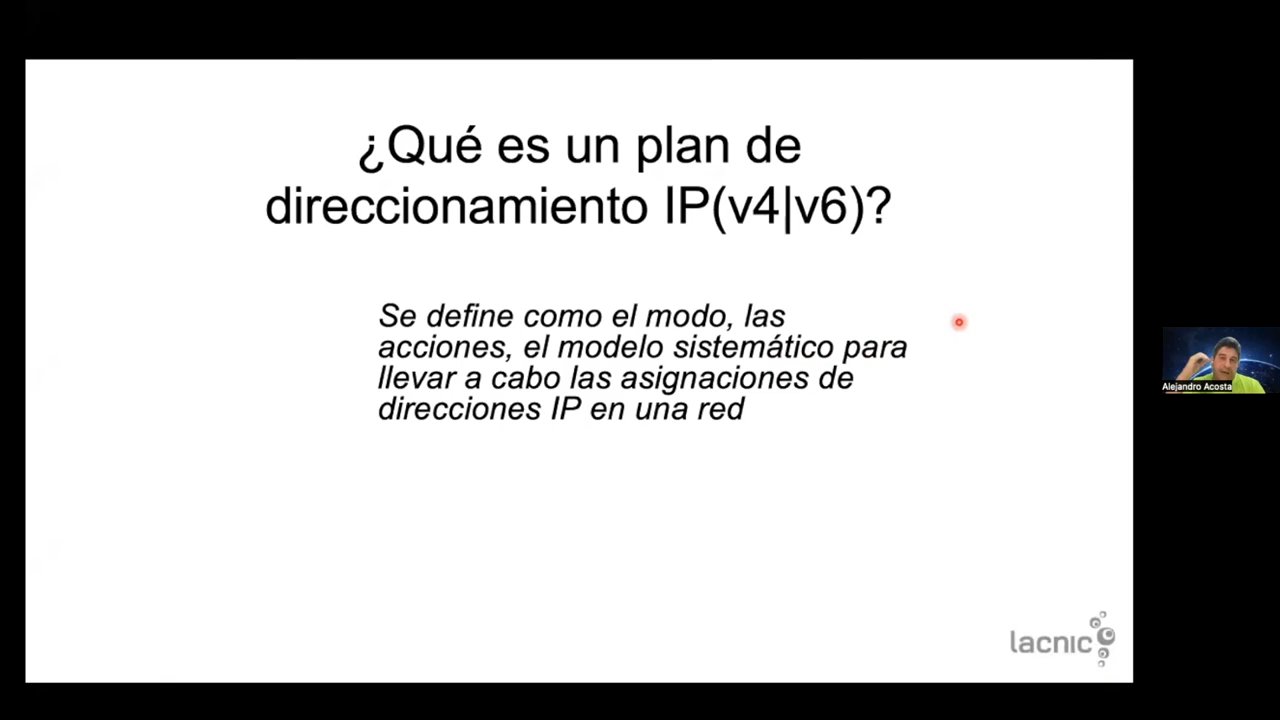 ¿Qué es un plan de
direccionamiento IP(v4|v6)?
Se define como el modo, las
acciones, el modelo sistemático para
llevar a cabo las asignaciones de
direcciones IP en una red
Alejandro Acosta
lacnic